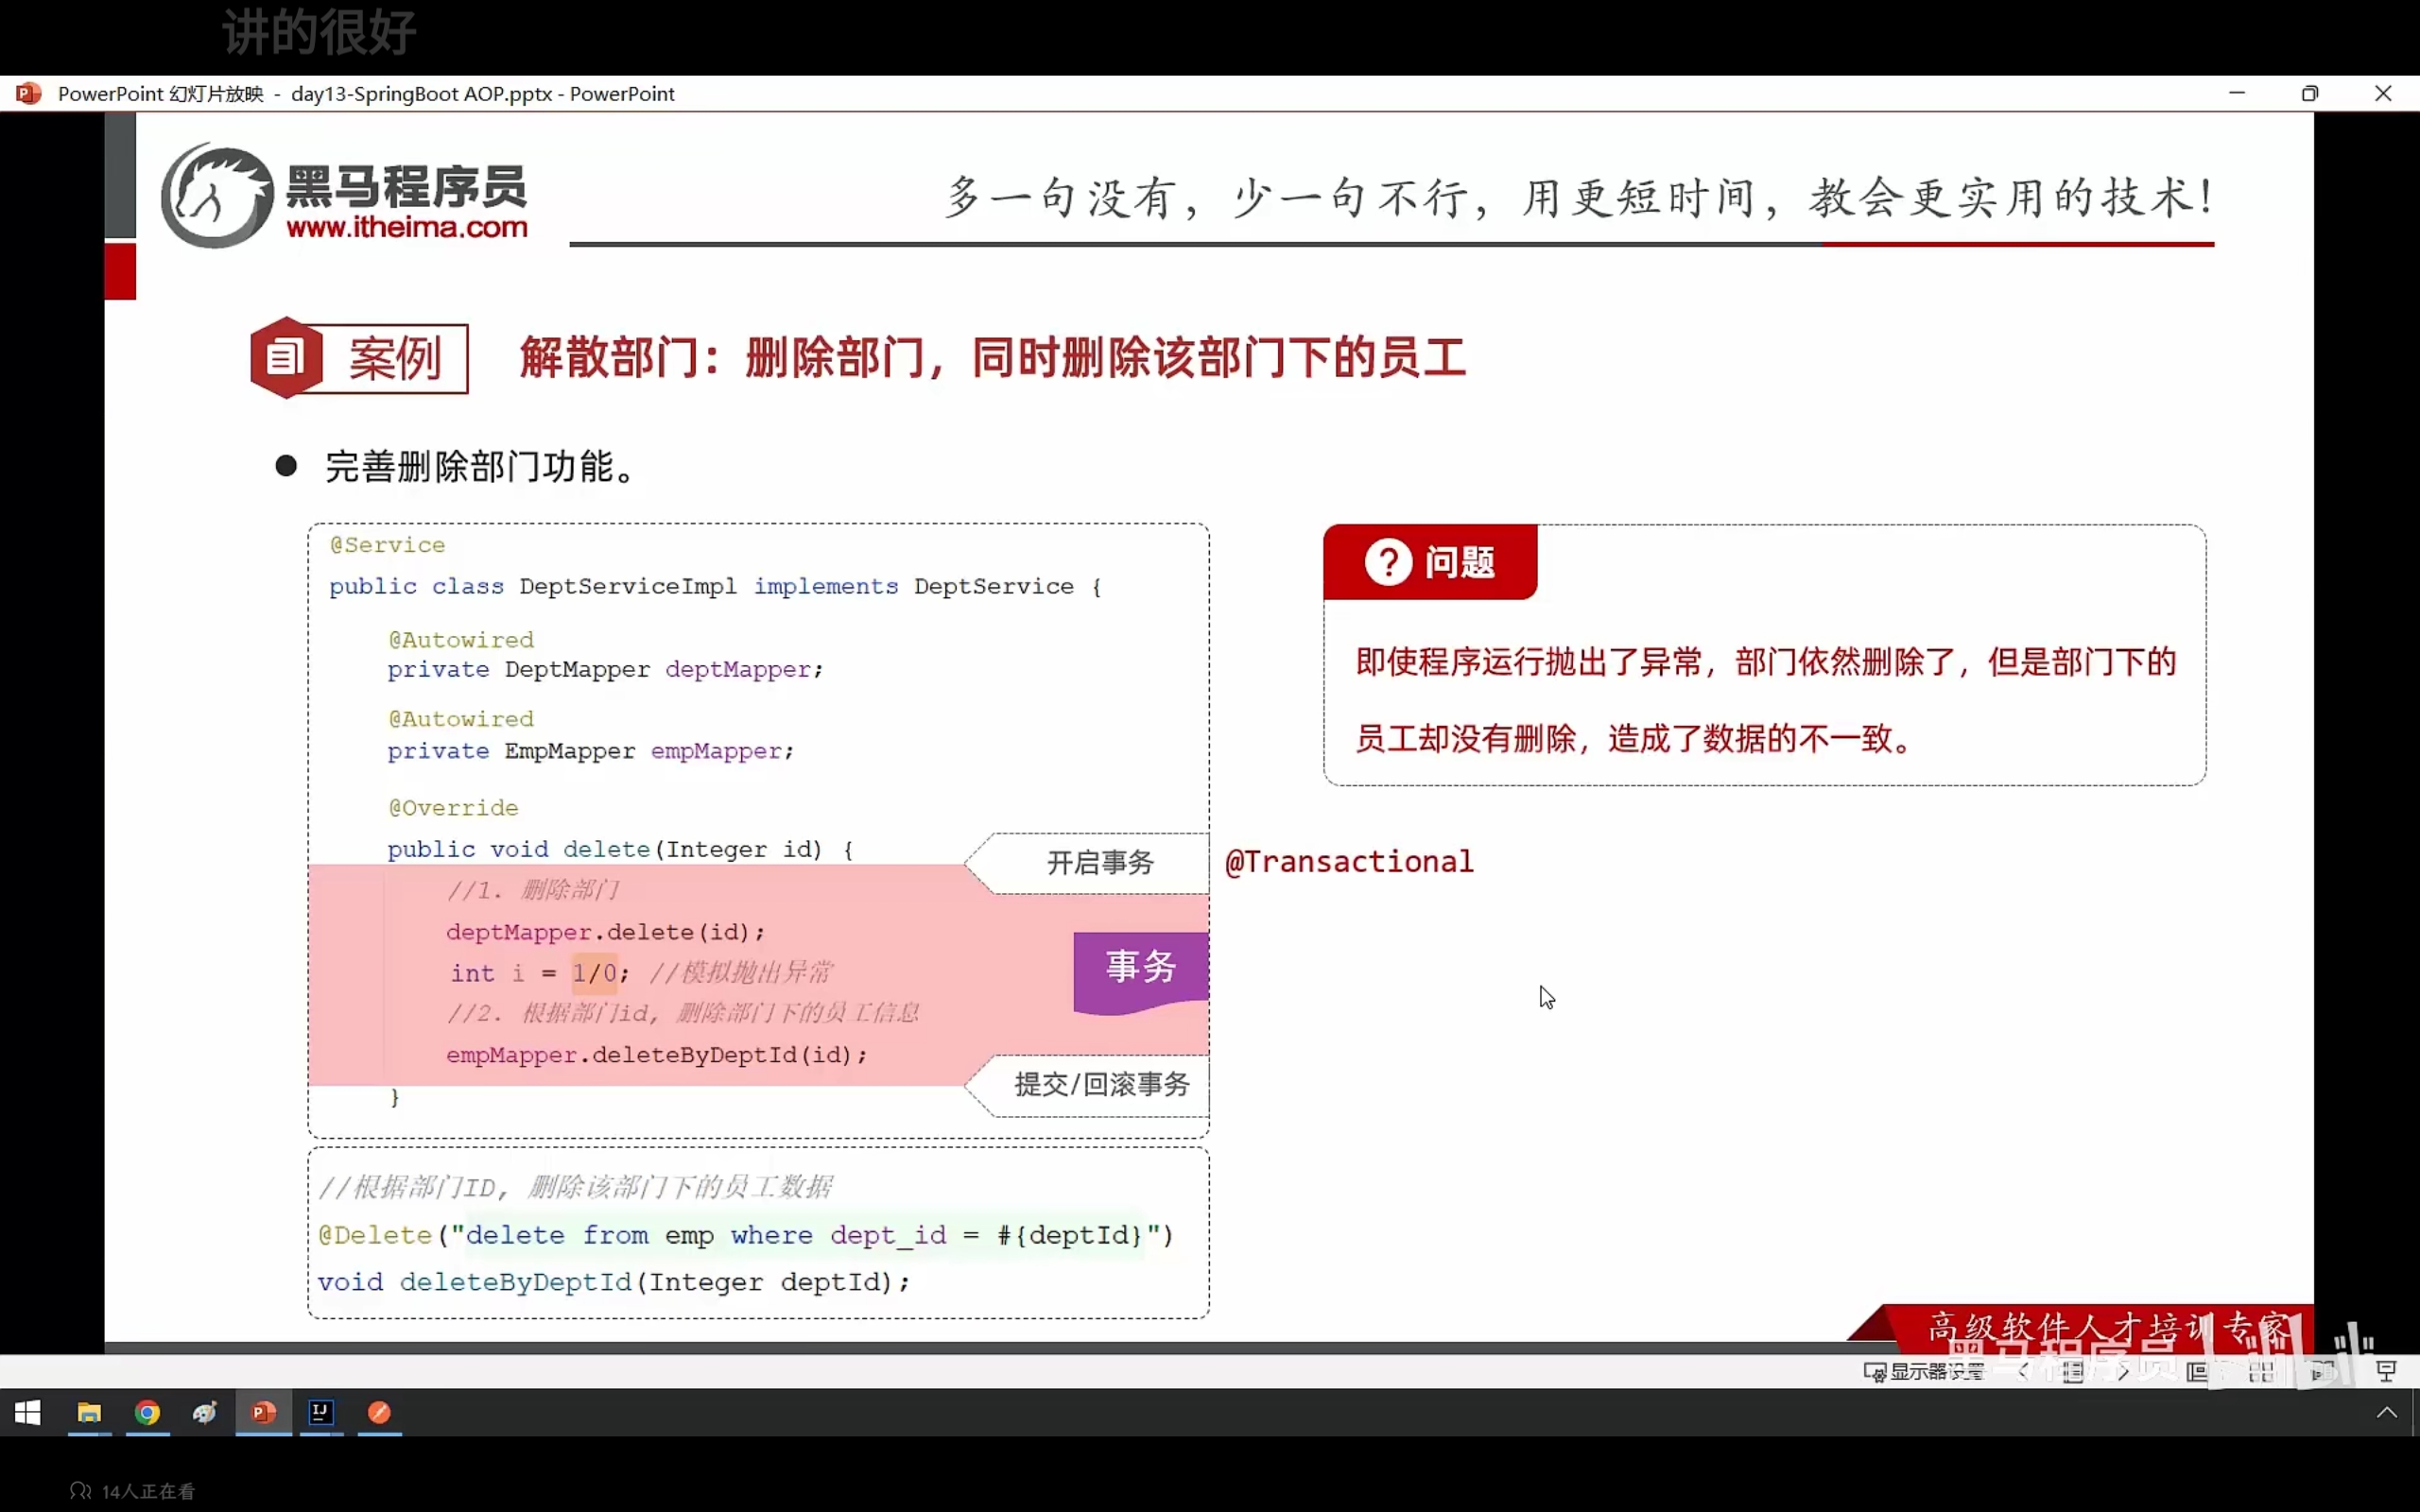 讲的很好
PowerPoint 幻灯片放映 - day13-SpringBoot AOP.pptx - PowerPoint
黑马程序员
www.itheima.com
多一句没有，少一句不行，用更短时间，教会更实用的技术！
案例
解散部门：删除部门，同时删除该部门下的员工
完善删除部门功能。
@Service
public class DeptServiceImpl implements DeptService {
@Autowired
private DeptMapper deptMapper;
@Autowired
private EmpMapper empMapper;
@Override
public void delete(Integer id) {
//1. 删除部门
deptMapper.delete(id);
int i = 1/0; //模拟抛出异常
//2. 根据部门id, 删除部门下的员工信息
empMapper.deleteByDeptId(id);
}
开启事务
@Transactional
事务
提交/回滚事务
//根据部门ID, 删除该部门下的员工数据
@Delete("delete from emp where dept_id = #{deptId}")
void deleteByDeptId(Integer deptId);
? 问题
即使程序运行抛出了异常，部门依然删除了，但是部门下的
员工却没有删除，造成了数据的不一致。
高级软件人才培训专家
黑马程序员
显示器设置
14人正在看